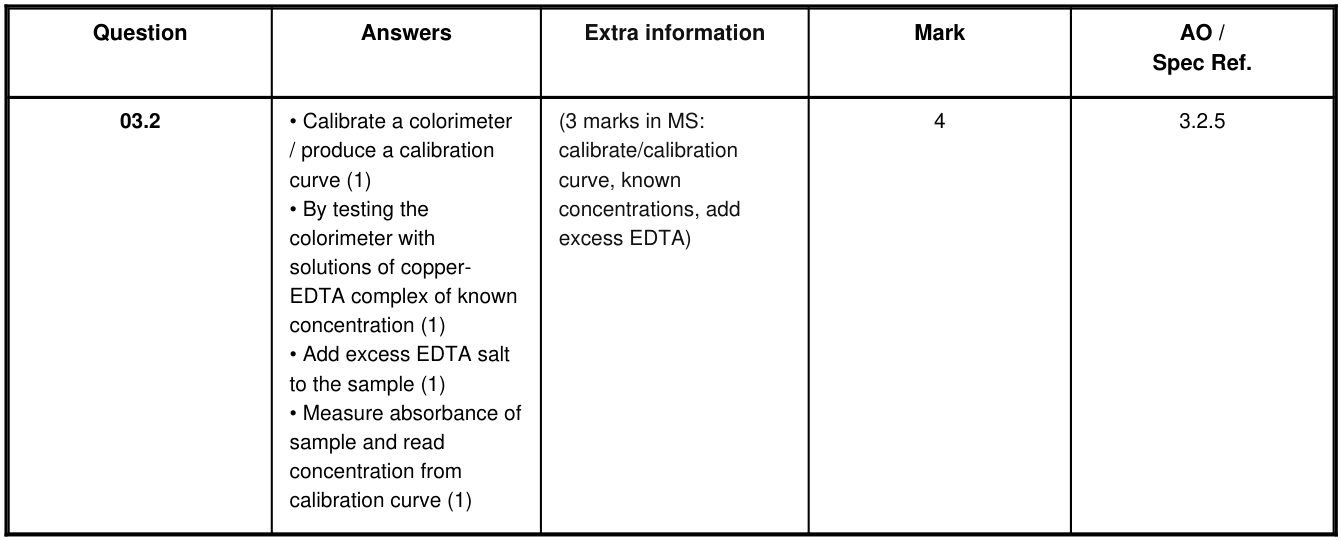 Question
Answers
Extra information
Mark
AO /
Spec Ref.
03.2
• Calibrate a colorimeter
/ produce a calibration
curve (1)
• By testing the
colorimeter with
solutions of copper-
EDTA complex of known
concentration (1)
• Add excess EDTA salt
to the sample (1)
• Measure absorbance of
sample and read
concentration from
calibration curve (1)
(3 marks in MS:
calibrate/calibration
curve, known
concentrations, add
excess EDTA)
4
3.2.5